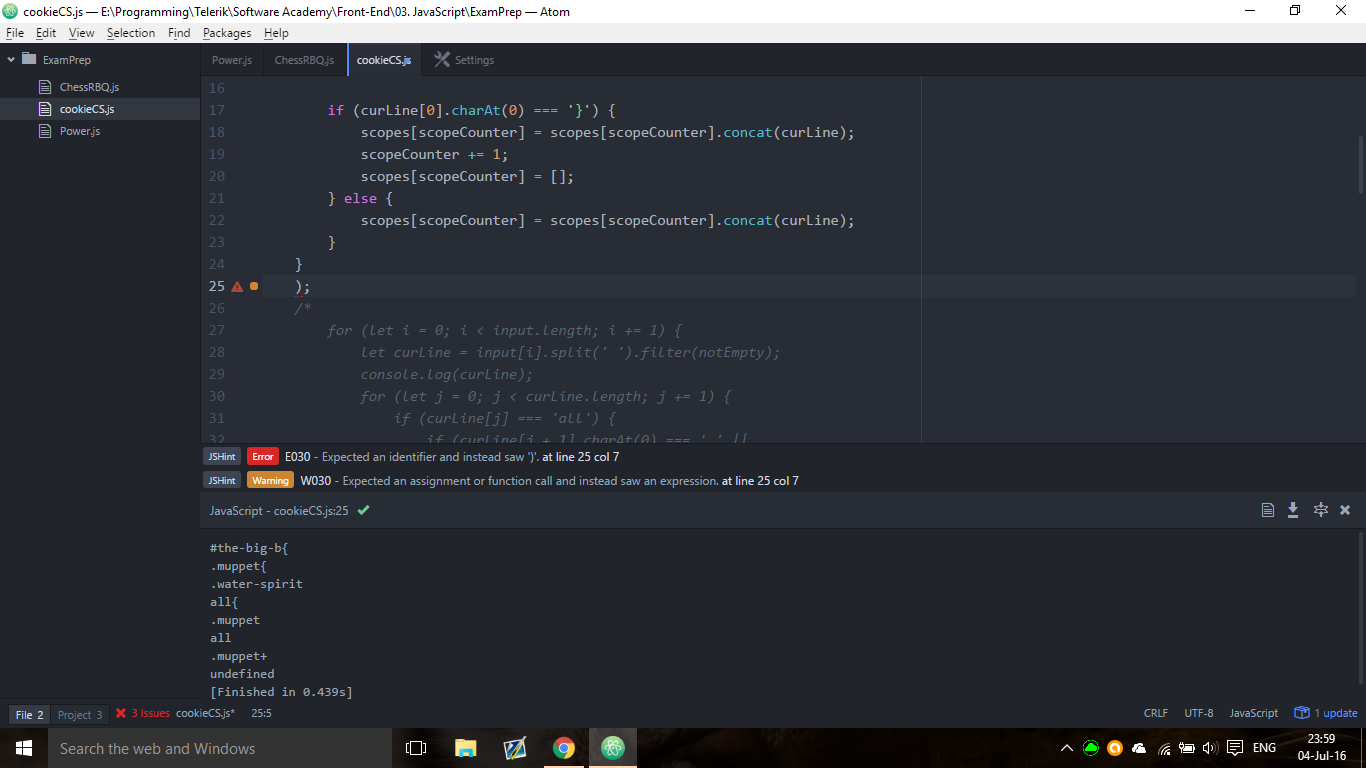 cookieCS.js — E:\Programming\Telerik\Software Academy\Front-End\03. JavaScript\ExamPrep — Atom
File Edit View Selection Find Packages Help
ExamPrep
ChessRBQ.js
cookieCS.js
Power.js
Power.js ChessRBQ.js cookieCS.js Settings
16
17 if (curLine[0].charAt(0) === '}') {
18 scopes[scopeCounter] = scopes[scopeCounter].concat(curLine);
19 scopeCounter += 1;
20 scopes[scopeCounter] = [];
21 } else {
22 scopes[scopeCounter] = scopes[scopeCounter].concat(curLine);
23 }
24 }
25 );
26 /*
27 for (let i = 0; i < input.length; i += 1) {
28 let curLine = input[i].split(' ').filter(notEmpty);
29 console.log(curLine);
30 for (let j = 0; j < curLine.length; j += 1) {
31 if (curLine[j] === 'all') {
32 if (curLine[j + 1].charAt(0) === '.' ||
JSHint Error E030 - Expected an identifier and instead saw ')'. at line 25 col 7
JSHint Warning W030 - Expected an assignment or function call and instead saw an expression. at line 25 col 7
JavaScript - cookieCS.js:25
#the-big-b{
.muppet{
.water-spirit
all{
.muppet
all
.muppet+
undefined
[Finished in 0.439s]
File 2 Project 3 3 Issues cookieCS.js* 25:5 CRLF UTF-8 JavaScript 1 update
Search the web and Windows
ENG
23:59
04-Jul-16